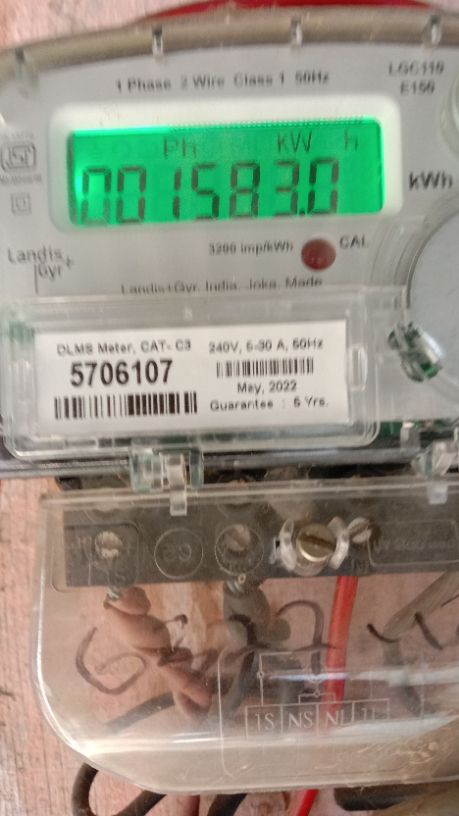 1 Phase 2 Wire Class 1 50Hz
LGC110
E150
Ph kW h
001583.0
kWh
Landis
Gyr+
3200 imp/kWh
CAL
Landis+Gyr, India, Joka, Made
DLMS Meter, CAT- C3
240V, 5-30 A, 50Hz
5706107
May, 2022
Guarantee : 5 Yrs.
1S NS NL 1L